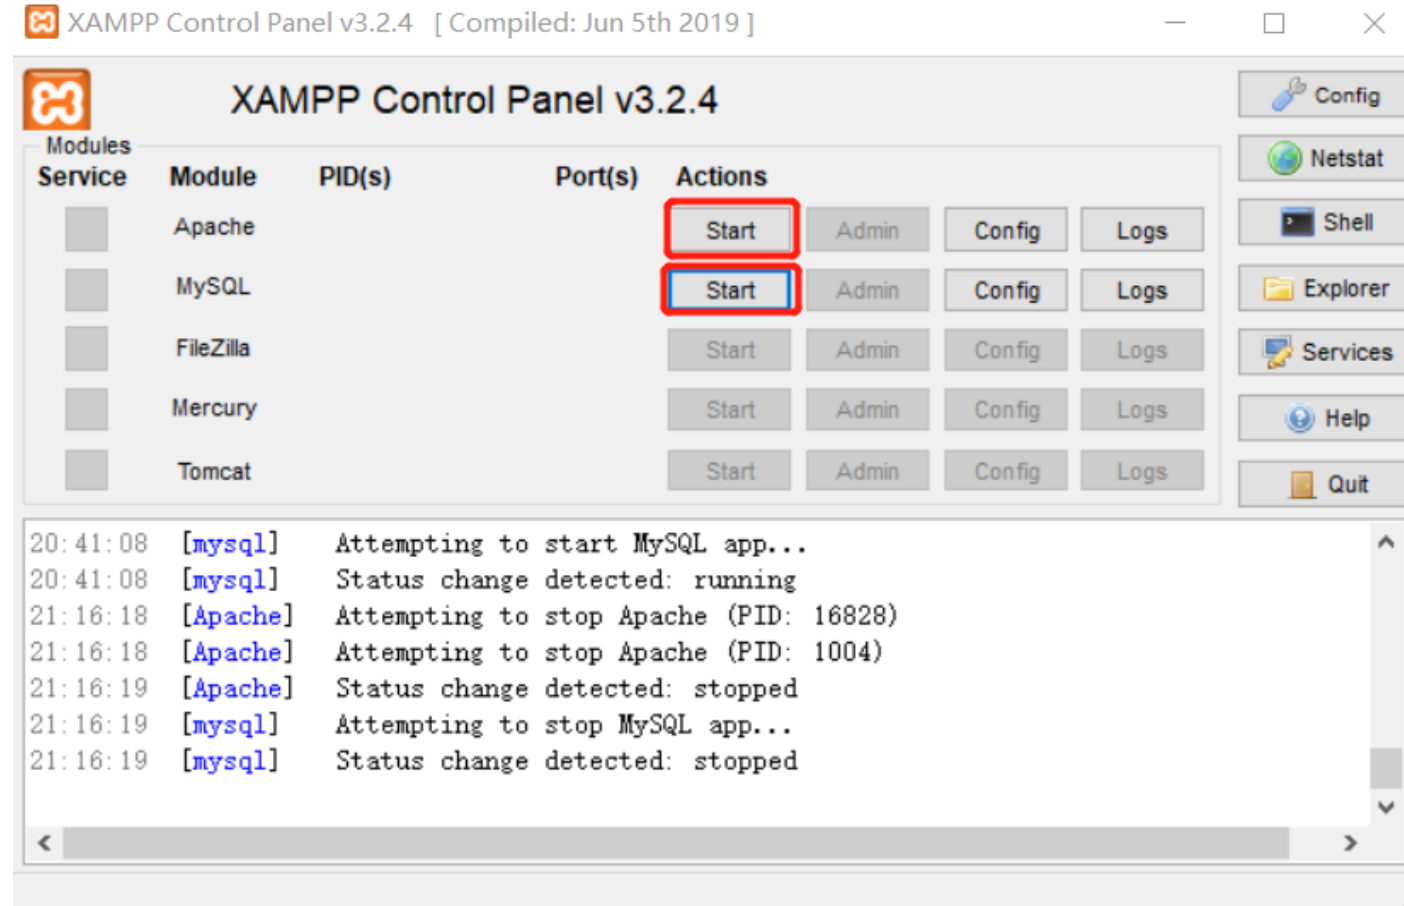 XAMPP Control Panel v3.2.4 [ Compiled: Jun 5th 2019 ]
XAMPP Control Panel v3.2.4
Config
Modules
Netstat
Service Module PID(s) Port(s) Actions
Shell
Apache Start Admin Config Logs
MySQL Start Admin Config Logs
Explorer
FileZilla Start Admin Config Logs
Services
Mercury Start Admin Config Logs
Help
Tomcat Start Admin Config Logs
Quit
20:41:08 [mysql] Attempting to start MySQL app...
20:41:08 [mysql] Status change detected: running
21:16:18 [Apache] Attempting to stop Apache (PID: 16828)
21:16:18 [Apache] Attempting to stop Apache (PID: 1004)
21:16:19 [Apache] Status change detected: stopped
21:16:19 [mysql] Attempting to stop MySQL app...
21:16:19 [mysql] Status change detected: stopped